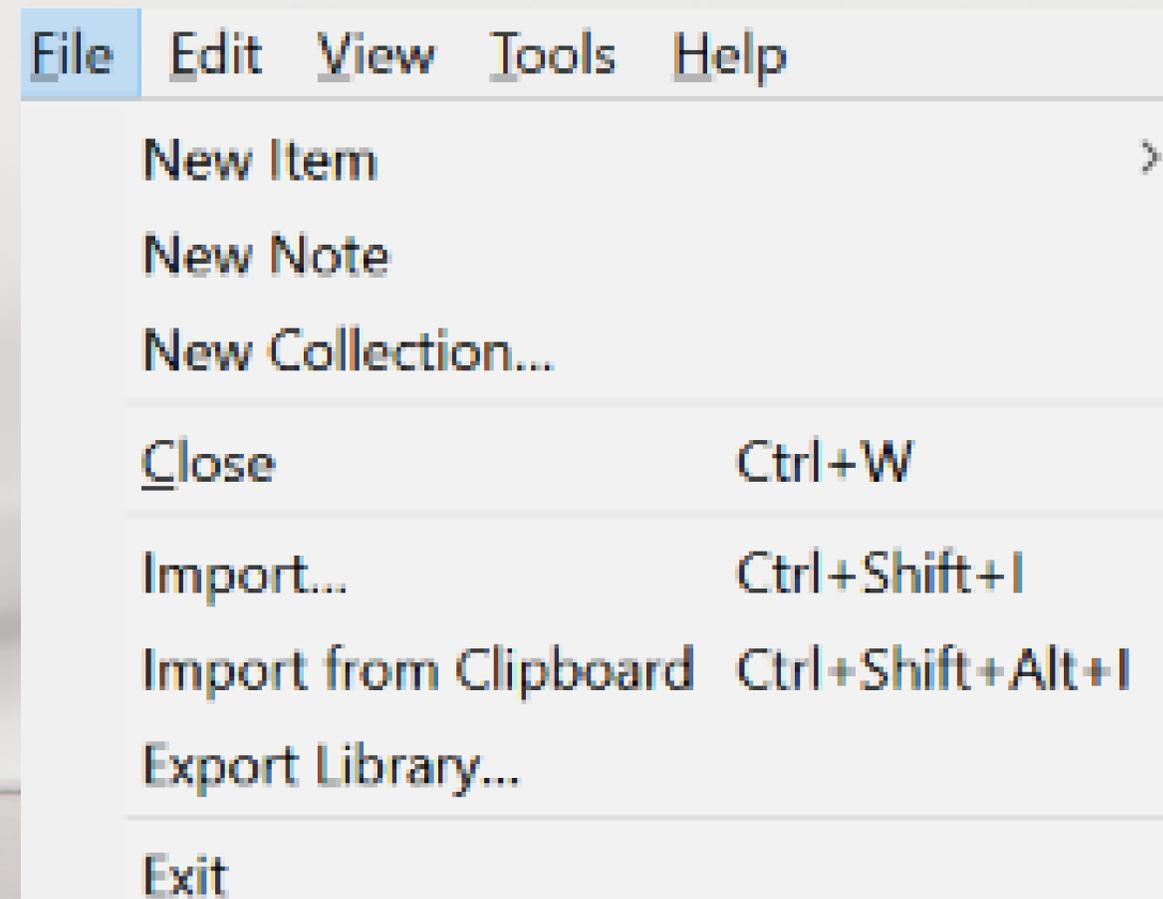 File Edit View Tools Help
New Item >
New Note
New Collection...
Close Ctrl+W
Import... Ctrl+Shift+I
Import from Clipboard Ctrl+Shift+Alt+I
Export Library...
Exit